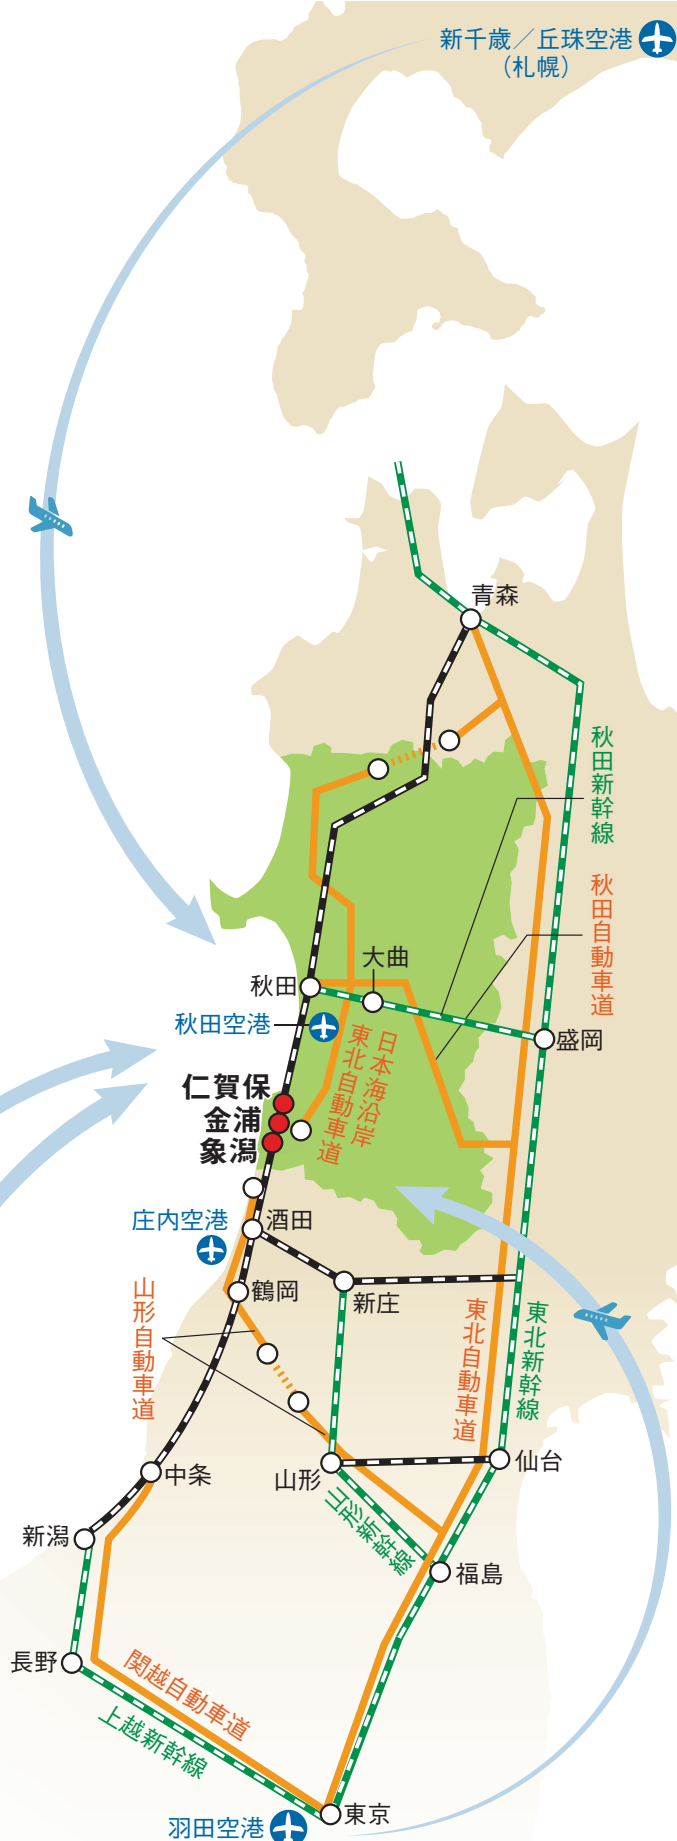 新千歳／丘珠空港
（札幌）
青森
秋田新幹線
秋田自動車道
大曲
秋田
秋田空港
盛岡
日本海沿岸
東北自動車道
仁賀保
金浦
象潟
庄内空港
酒田
鶴岡
新庄
山形自動車道
東北自動車道
東北新幹線
中条
山形
仙台
山形新幹線
新潟
福島
長野
関越自動車道
上越新幹線
東京
羽田空港